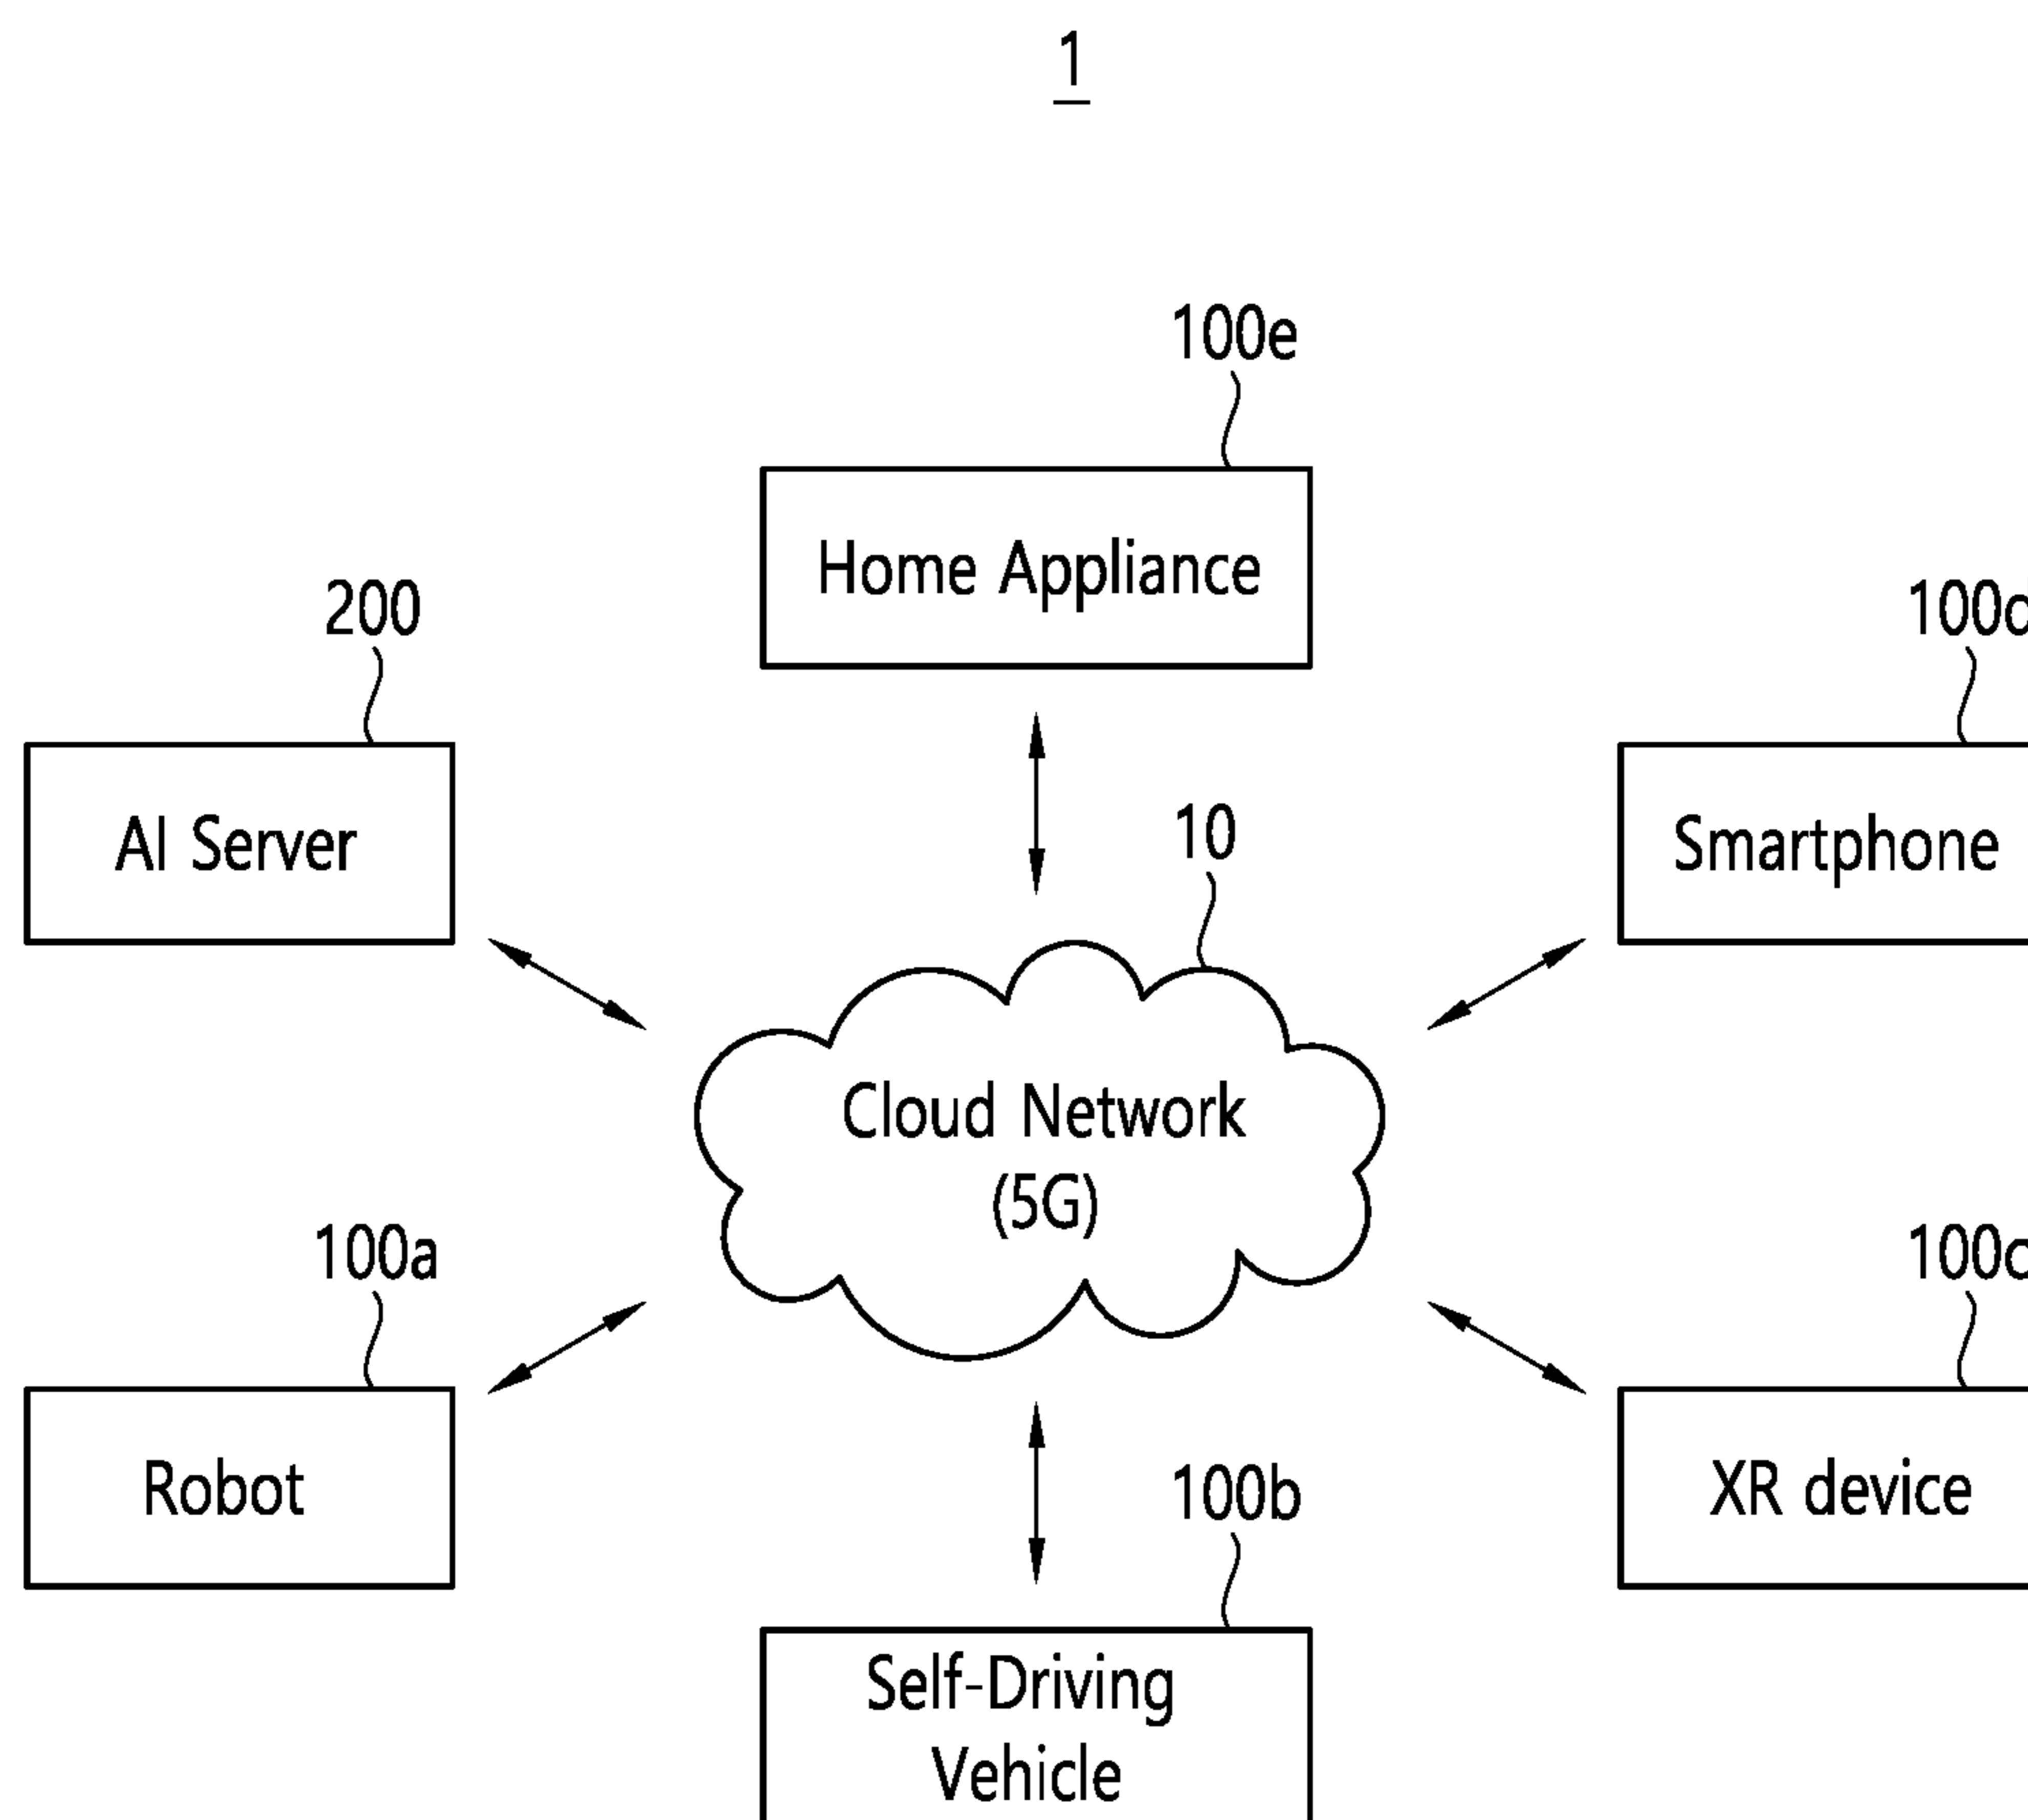 1
100e
Home Appliance
200
AI Server
Smartphone
10
Cloud Network
(5G)
100a
Robot
XR device
100b
Self-Driving
Vehicle